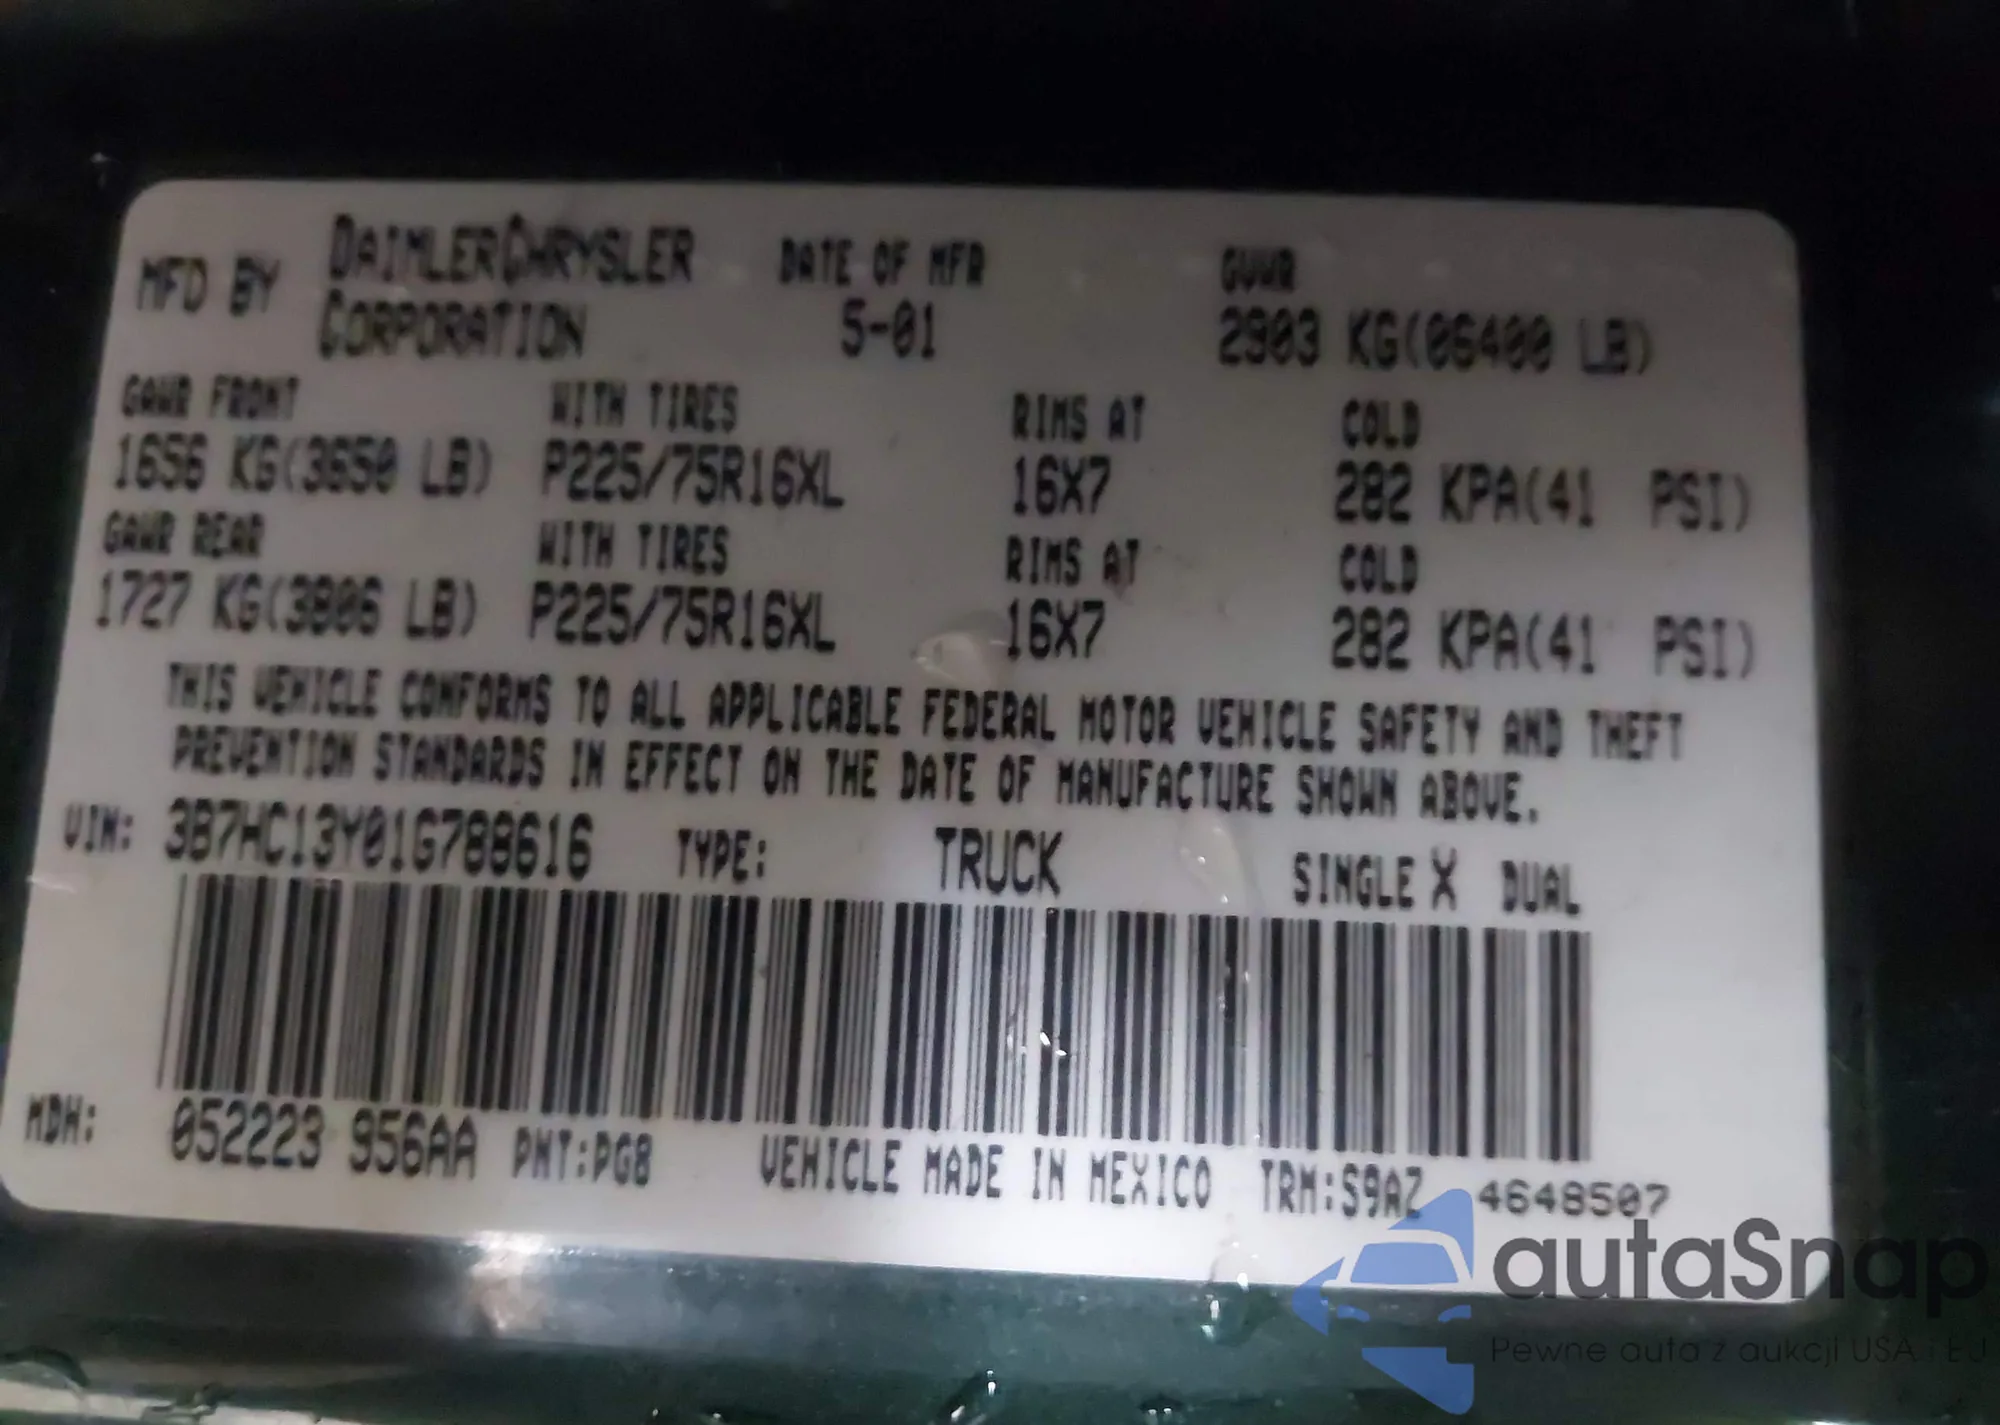 MFD BY DAIMLERCHRYSLER CORPORATION DATE OF MFR 5-01 GVWR 2903 KG(06400 LB)
GAWR FRONT WITH TIRES RIMS AT COLD
1656 KG(3650 LB) P225/75R16XL 16X7 282 KPA(41 PSI)
GAWR REAR WITH TIRES RIMS AT COLD
1727 KG(3806 LB) P225/75R16XL 16X7 282 KPA(41 PSI)
THIS VEHICLE CONFORMS TO ALL APPLICABLE FEDERAL MOTOR VEHICLE SAFETY AND THEFT
PREVENTION STANDARDS IN EFFECT ON THE DATE OF MANUFACTURE SHOWN ABOVE.
VIN: 3B7HC13Y01G788616 TYPE: TRUCK SINGLE X DUAL
MDH: 052223 956AA PNT:PG8 VEHICLE MADE IN MEXICO TRM:S9AZ 4648507
autaSnap
Pewne auta z aukcji USA i EU